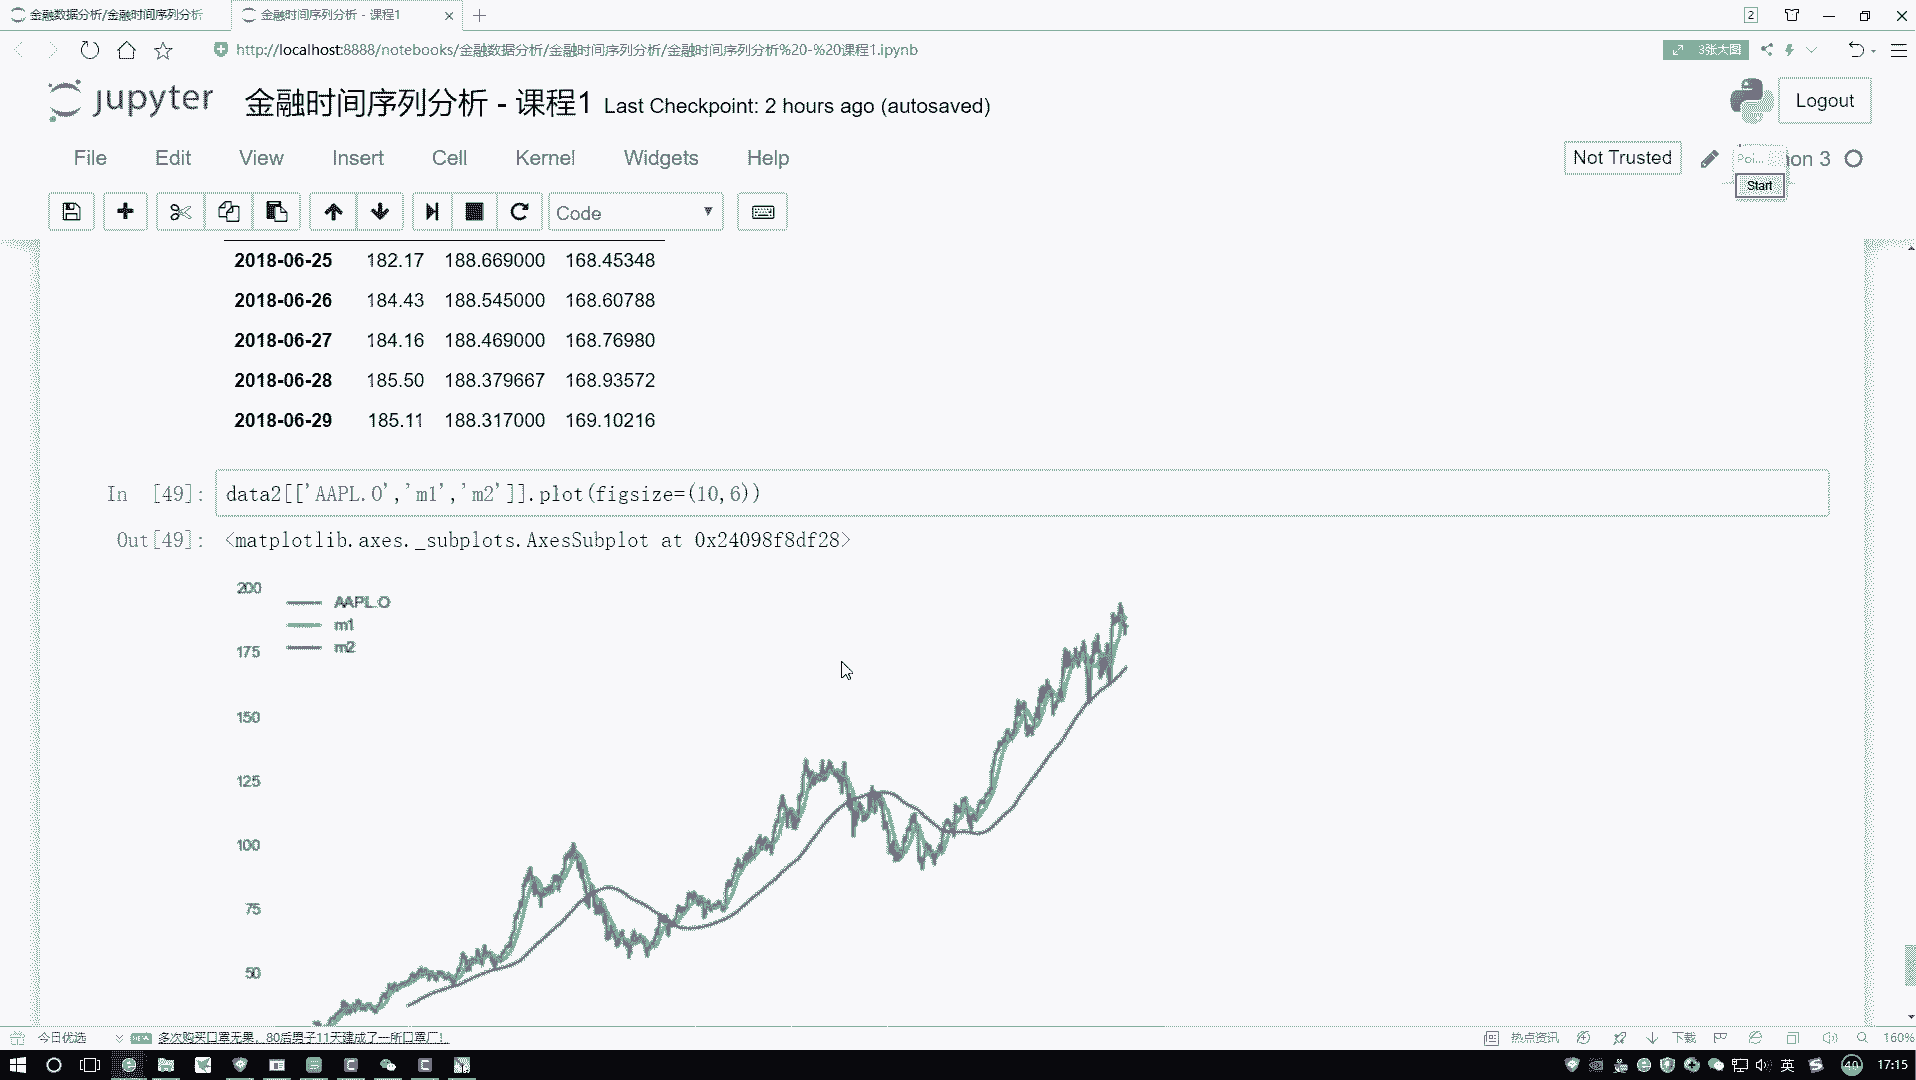 金融数据分析/金融时间序列分析
金融时间序列分析 - 课程1
2
http://localhost:8888/notebooks/金融数据分析/金融时间序列分析/金融时间序列分析%20-%20课程1.ipynb
3张大图
jupyter
金融时间序列分析 - 课程1 Last Checkpoint: 2 hours ago (autosaved)
Logout
File Edit View Insert Cell Kernel Widgets Help
Not Trusted
Poi... hon 3
Start
Code
2018-06-25 182.17 188.669000 168.45348
2018-06-26 184.43 188.545000 168.60788
2018-06-27 184.16 188.469000 168.76980
2018-06-28 185.50 188.379667 168.93572
2018-06-29 185.11 188.317000 169.10216
In [49]: data2[['AAPL.O','m1','m2']].plot(figsize=(10,6))
Out[49]: <matplotlib.axes._subplots.AxesSubplot at 0x24098f8df28>
200
AAPL.O
m1
m2
175
150
125
100
75
50
今日优选
多次购买口罩无果，80后男子11天建成了一所口罩厂！
热点资讯
下载
160%
英
40
17:15